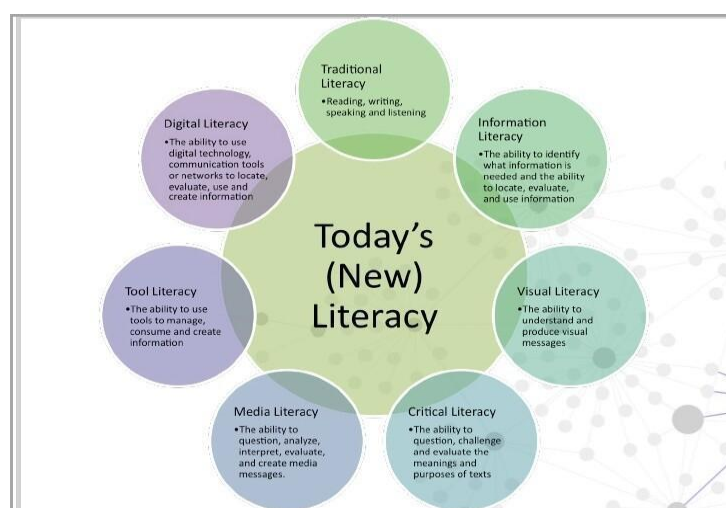 Traditional
Literacy
•Reading, writing,
speaking and listening
Information
Literacy
•The ability to identify
what information is
needed and the ability
to locate, evaluate,
and use information
Visual Literacy
•The ability to
understand and
produce visual
messages
Critical Literacy
•The ability to
question, challenge
and evaluate the
meanings and
purposes of texts
Media Literacy
•The ability to
question, analyze,
interpret, evaluate,
and create media
messages.
Tool Literacy
•The ability to use
tools to manage,
consume and create
information
Digital Literacy
•The ability to use
digital technology,
communication tools
or networks to locate,
evaluate, use and
create information
Today's
(New)
Literacy